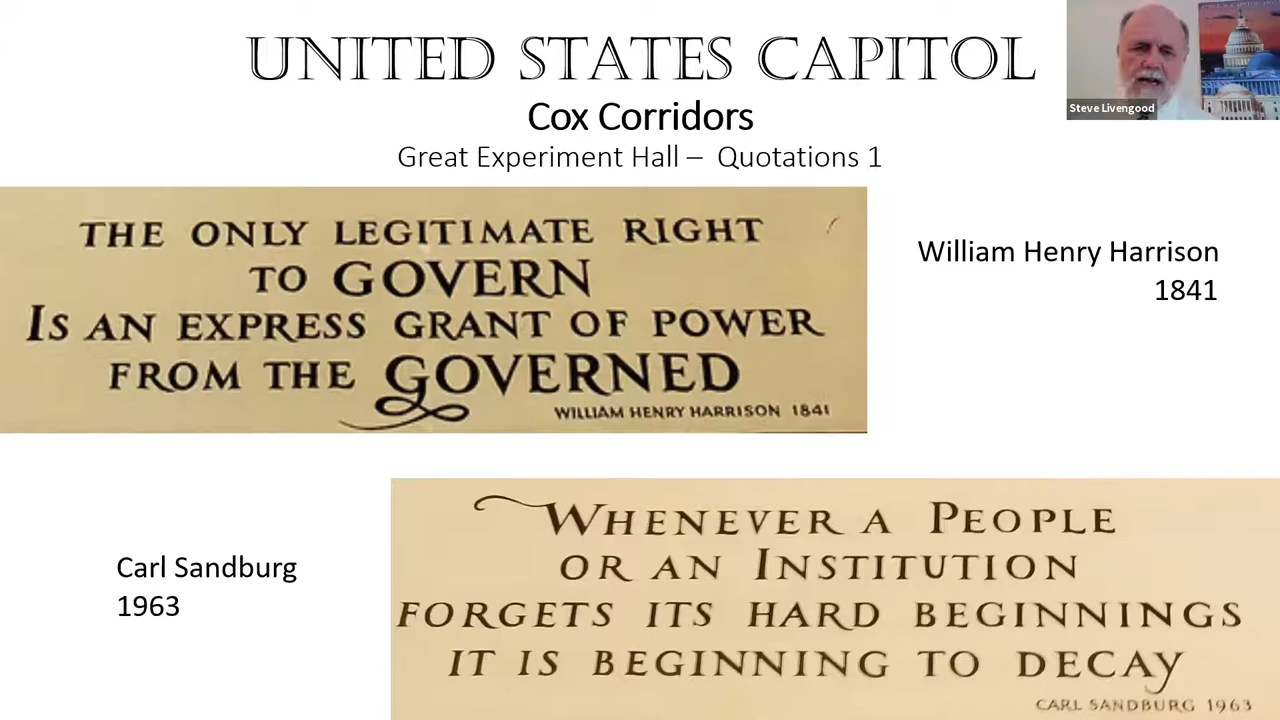 UNITED STATES CAPITOL
Cox Corridors
Great Experiment Hall – Quotations 1
Steve Livengood
THE ONLY LEGITIMATE RIGHT
TO GOVERN
IS AN EXPRESS GRANT OF POWER
FROM THE GOVERNED
WILLIAM HENRY HARRISON 1841
William Henry Harrison
1841
Carl Sandburg
1963
WHENEVER A PEOPLE
OR AN INSTITUTION
FORGETS ITS HARD BEGINNINGS
IT IS BEGINNING TO DECAY
CARL SANDBURG 1963